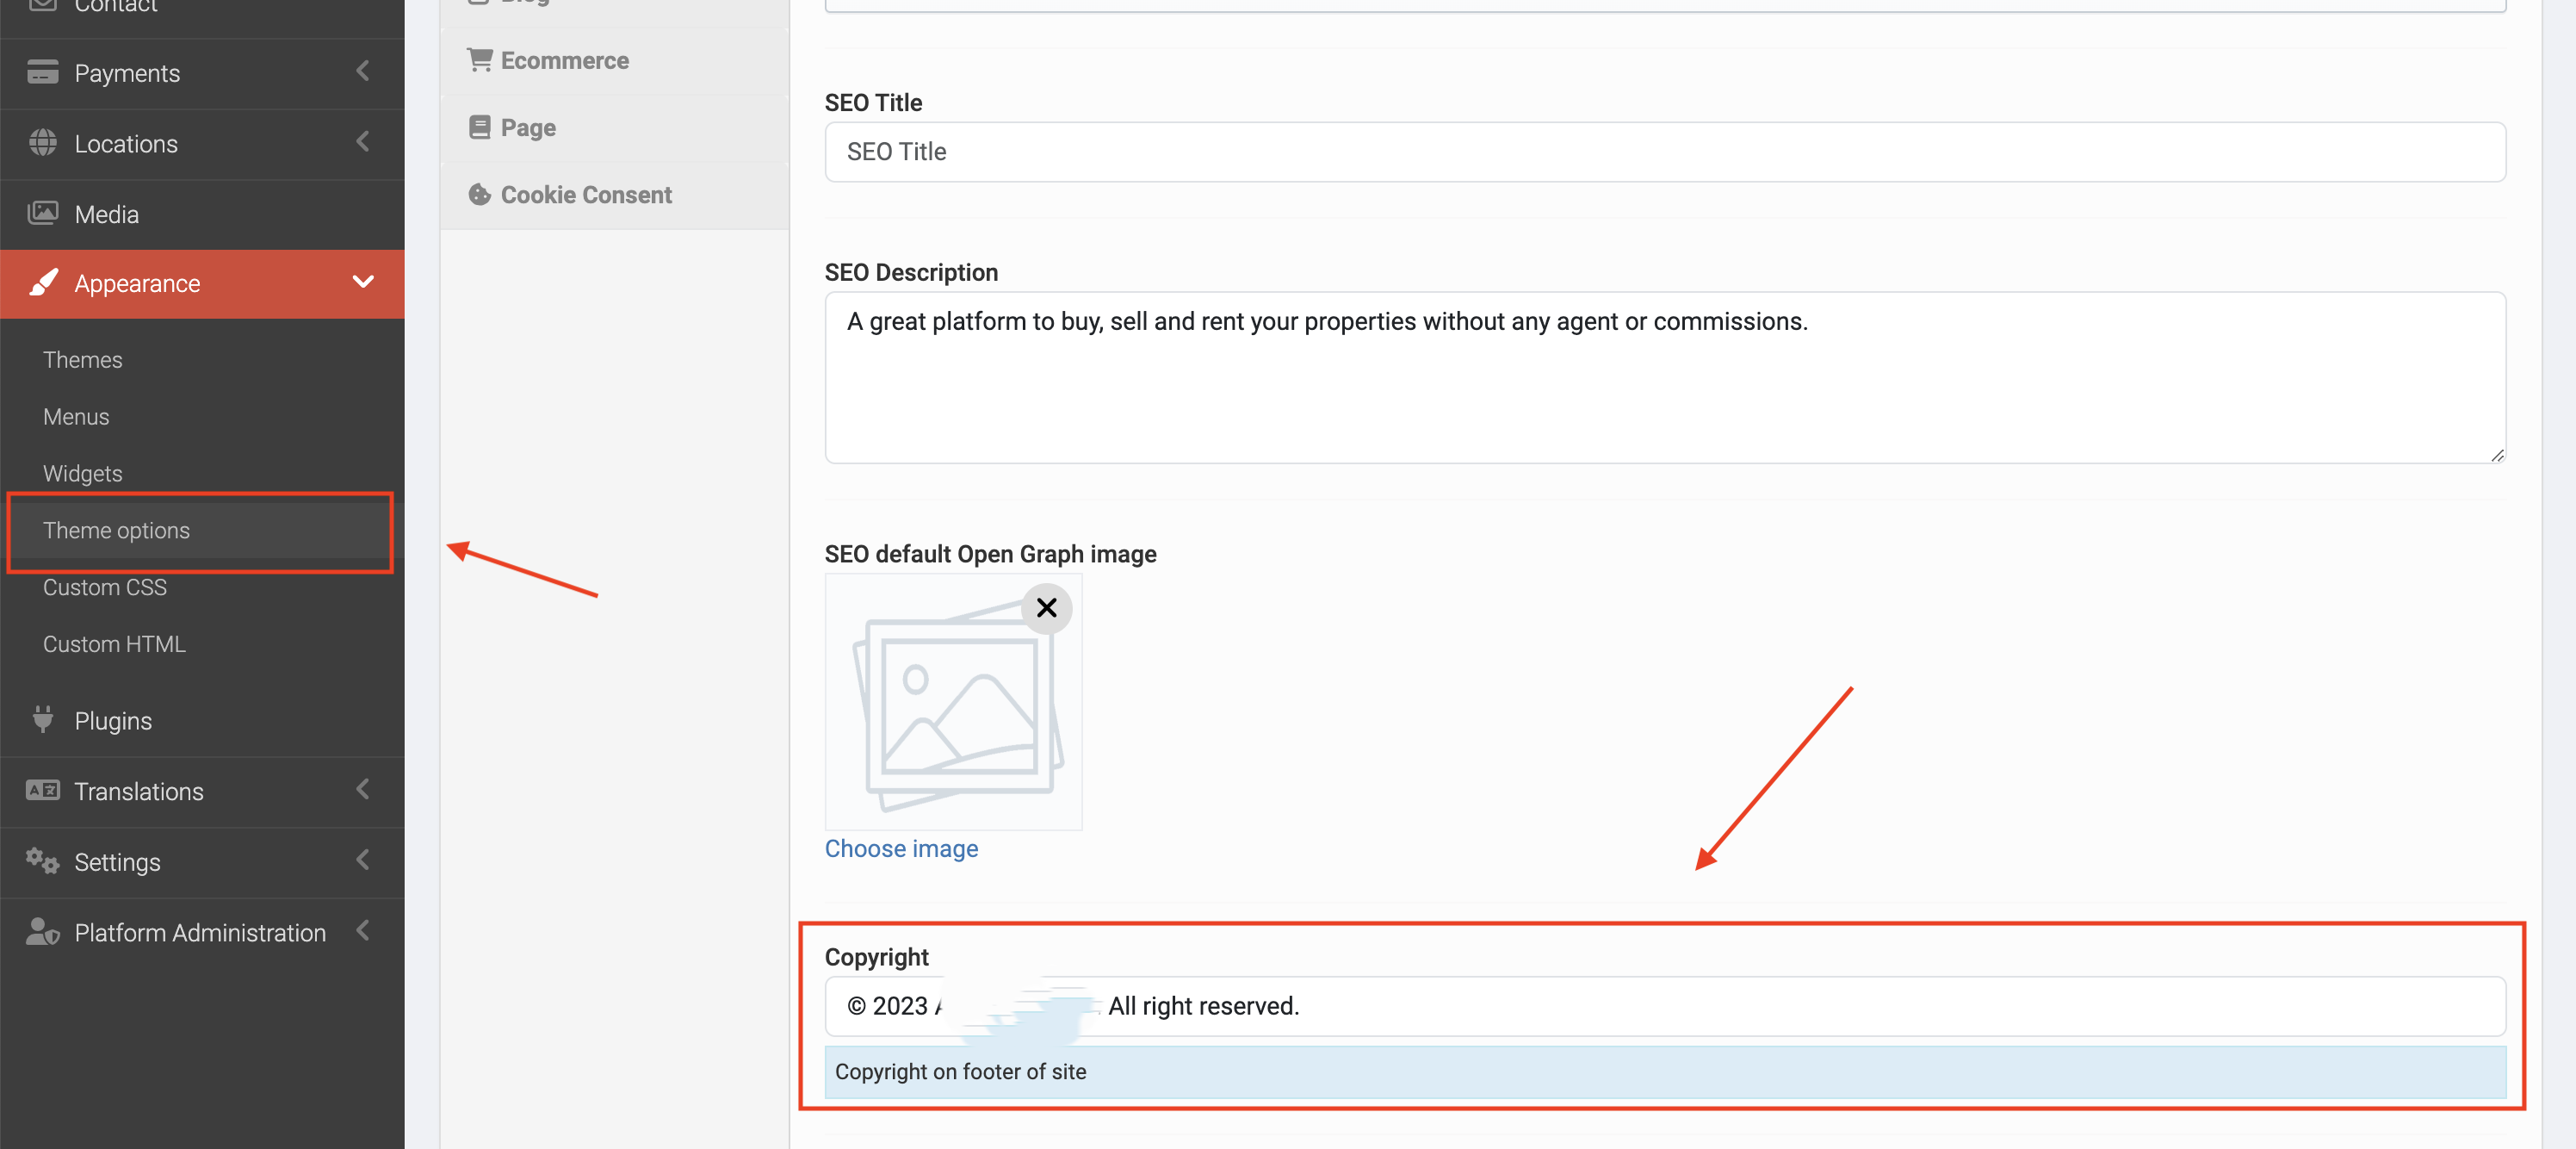 Contact
Payments
Locations
Media
Appearance
Themes
Menus
Widgets
Theme options
Custom CSS
Custom HTML
Plugins
Translations
Settings
Platform Administration
Blog
Ecommerce
Page
Cookie Consent
SEO Title
SEO Title
SEO Description
A great platform to buy, sell and rent your properties without any agent or commissions.
SEO default Open Graph image
Choose image
Copyright
© 2023 All right reserved.
Copyright on footer of site